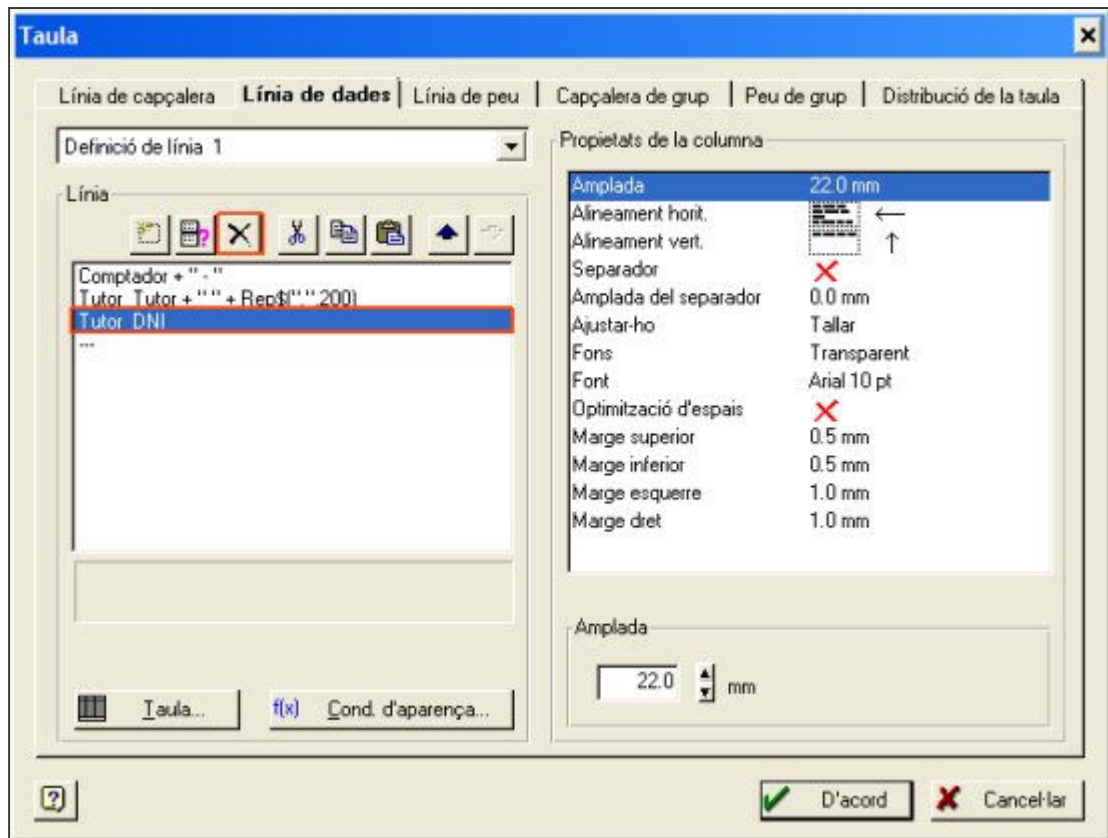 Taula
Línia de capçalera Línia de dades Línia de peu Capçalera de grup Peu de grup Distribució de la taula
Definició de línia 1
Línia
Comptador + " - "
Tutor_Tutor + " " + Rep$(".",200)
Tutor_DNI
...
Taula...
f(x) Cond. d'aparença...
Propietats de la columna
Amplada 22.0 mm
Alineament horit.
Alineament vert.
Separador
Amplada del separador 0.0 mm
Ajustar-ho Tallar
Fons Transparent
Font Arial 10 pt
Optimització d'espais
Marge superior 0.5 mm
Marge inferior 0.5 mm
Marge esquerre 1.0 mm
Marge dret 1.0 mm
Amplada
22.0 mm
D'acord Cancel·lar